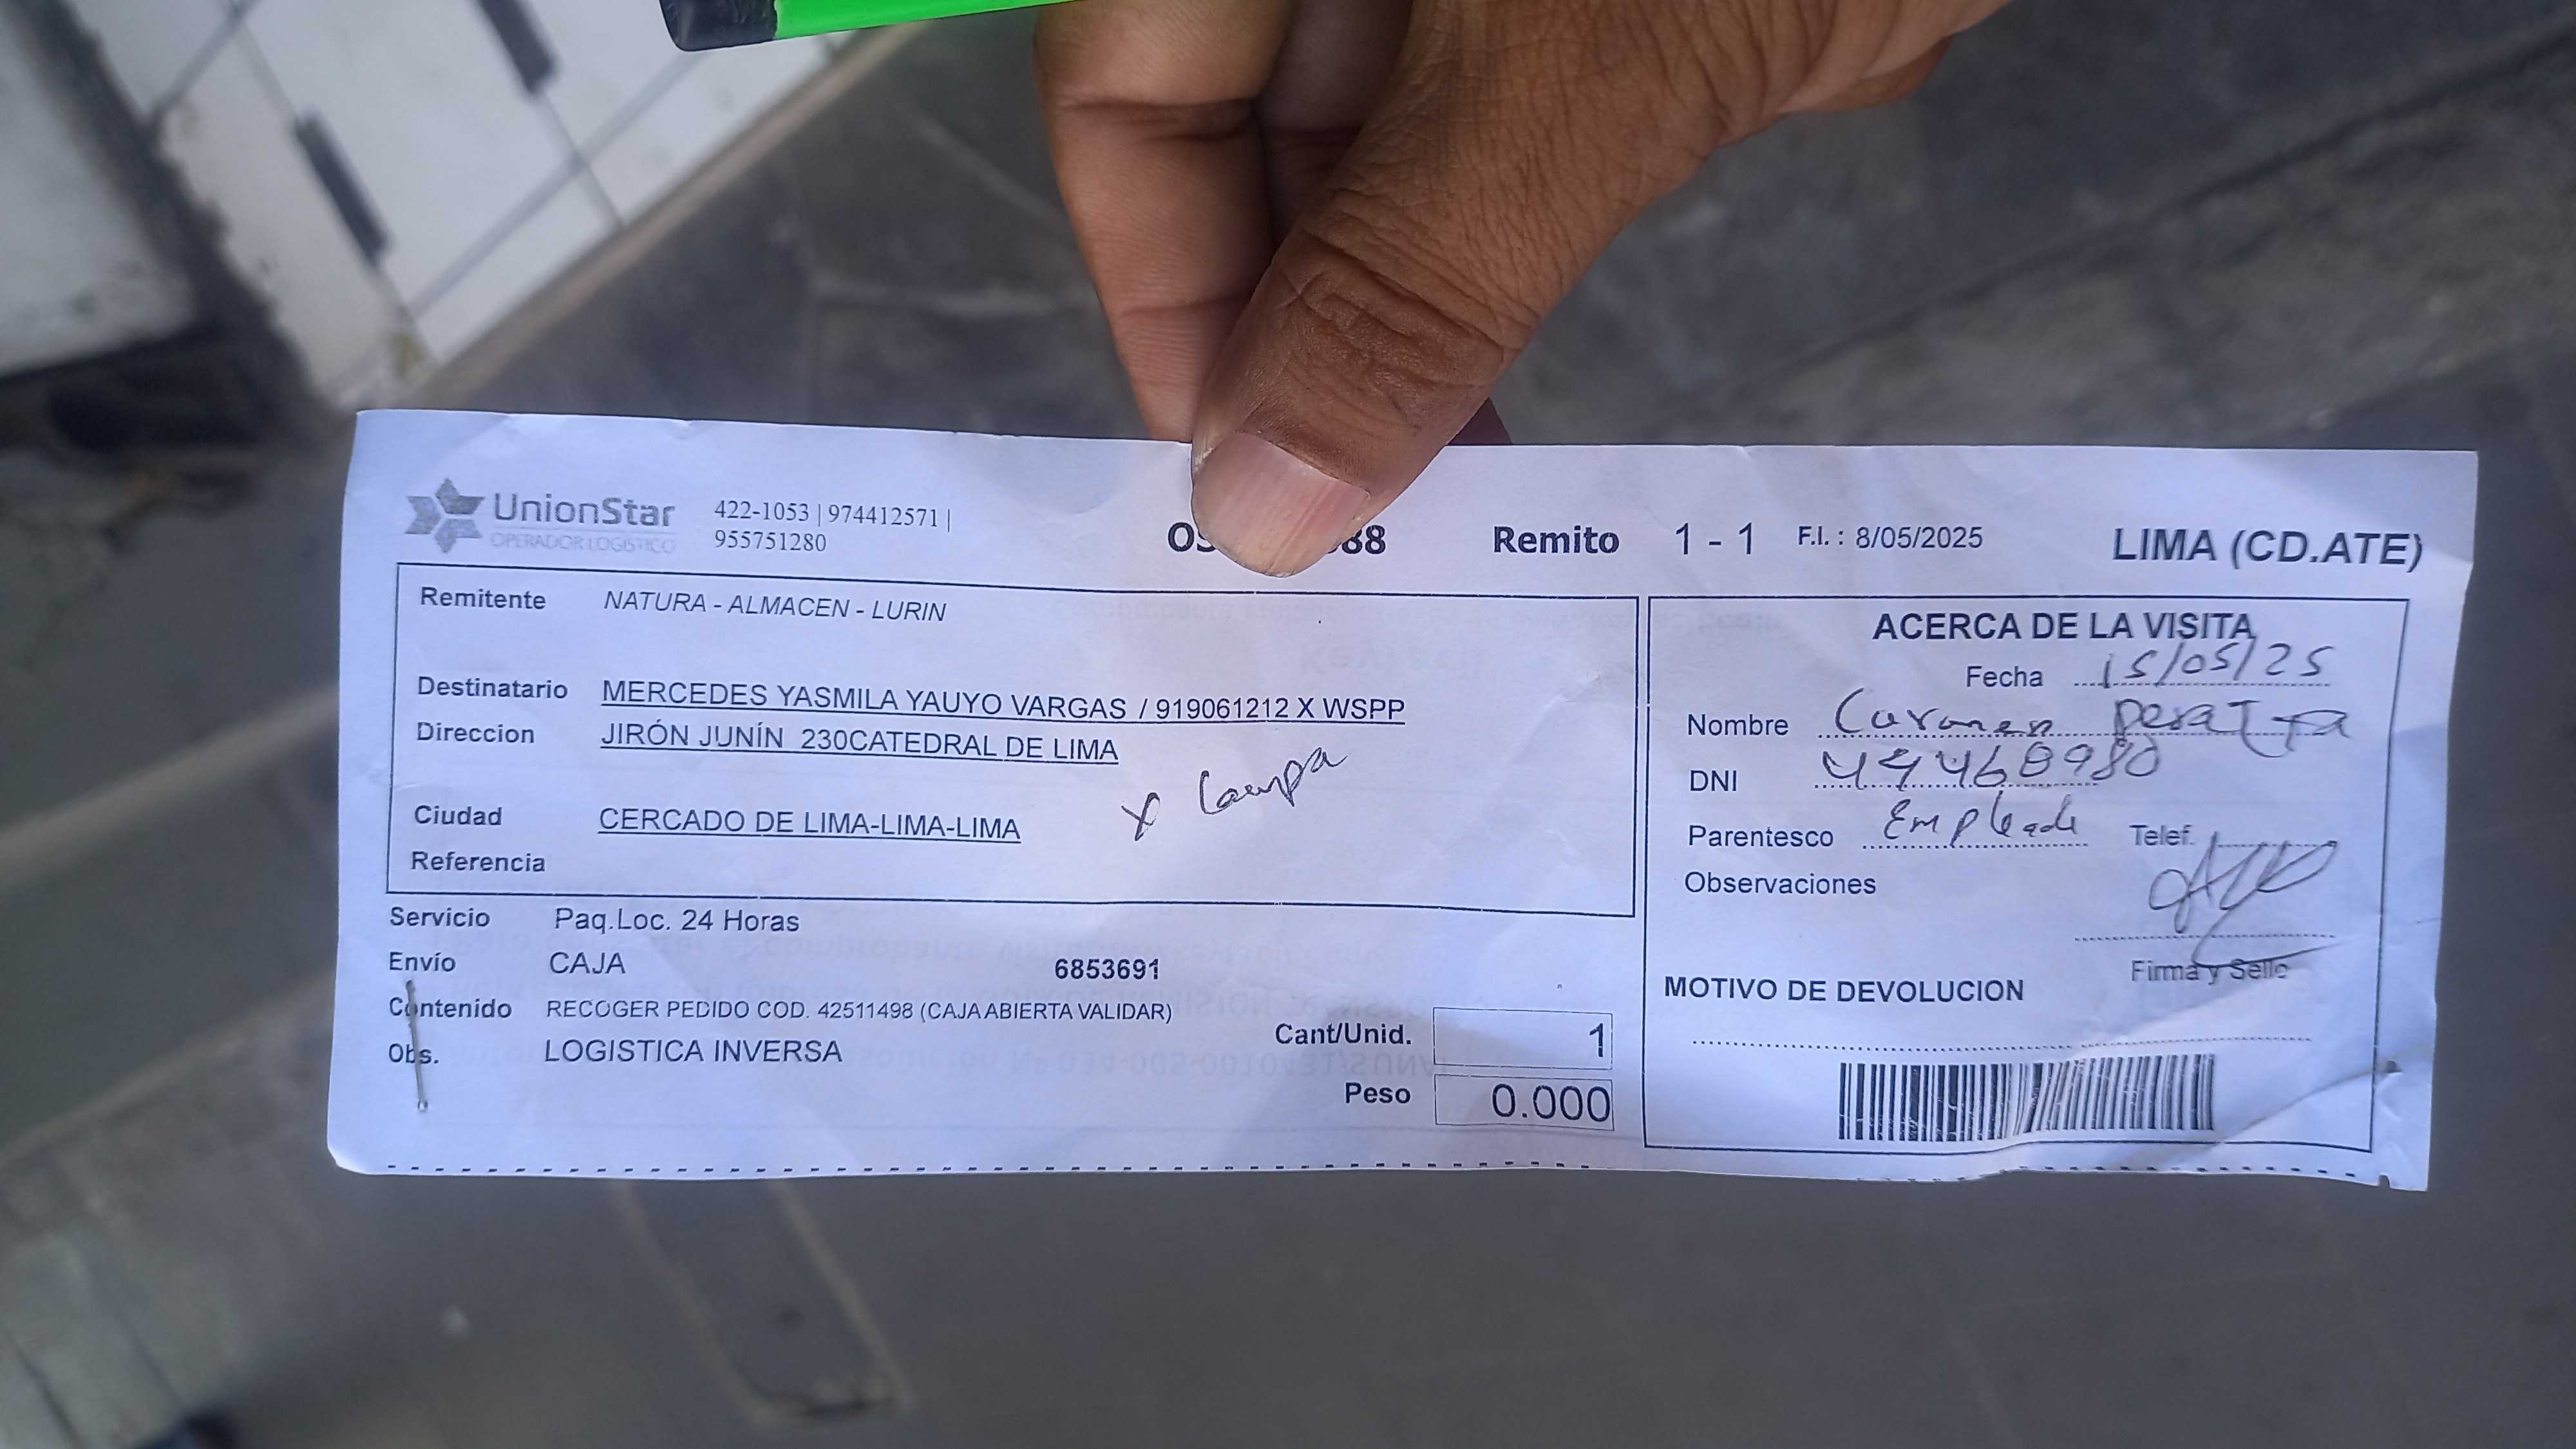 UnionStar
OPERADOR LOGISTICO
422-1053 | 974412571 |
955751280
Remito 1 - 1 F.I. : 8/05/2025 LIMA (CD.ATE)
Remitente NATURA - ALMACEN - LURIN
Destinatario MERCEDES YASMILA YAUYO VARGAS / 919061212 X WSPP
Direccion JIRÓN JUNÍN 230CATEDRAL DE LIMA
x Campa
Ciudad CERCADO DE LIMA-LIMA-LIMA
Referencia
Servicio Paq.Loc. 24 Horas
Envío CAJA 6853691
Contenido RECOGER PEDIDO COD. 42511498 (CAJA ABIERTA VALIDAR)
Obs. LOGISTICA INVERSA
Cant/Unid. 1
Peso 0.000
ACERCA DE LA VISITA
Fecha 15/05/25
Nombre Carmen Peralta
DNI
Parentesco Empleada Telef.
Observaciones
Firma y Sello
MOTIVO DE DEVOLUCION